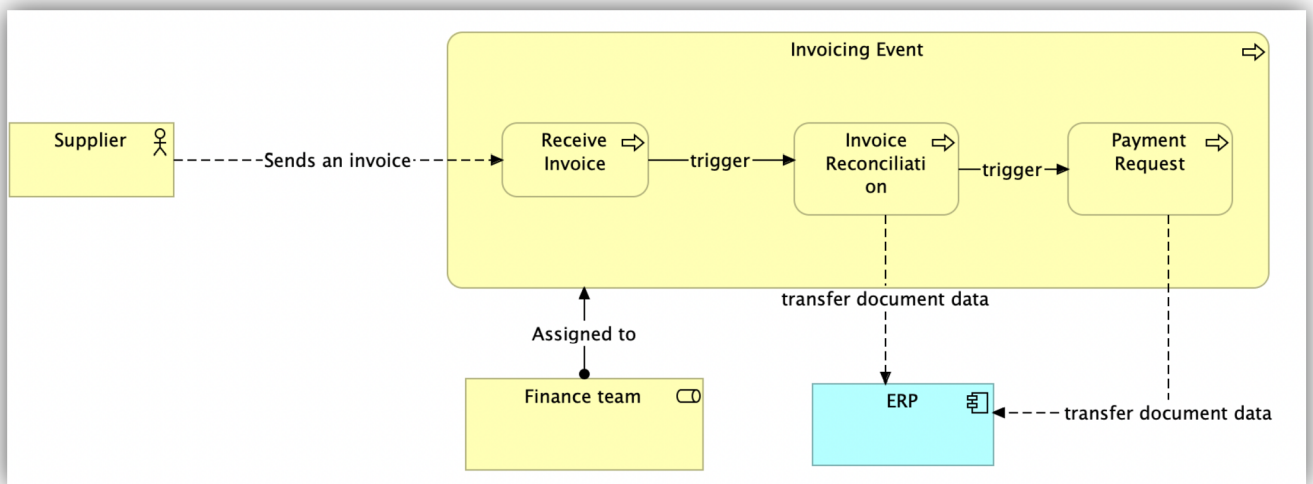 Invoicing Event
Supplier
Sends an invoice
Receive
Invoice
trigger
Invoice
Reconciliati
on
trigger
Payment
Request
transfer document data
Assigned to
Finance team
ERP
transfer document data